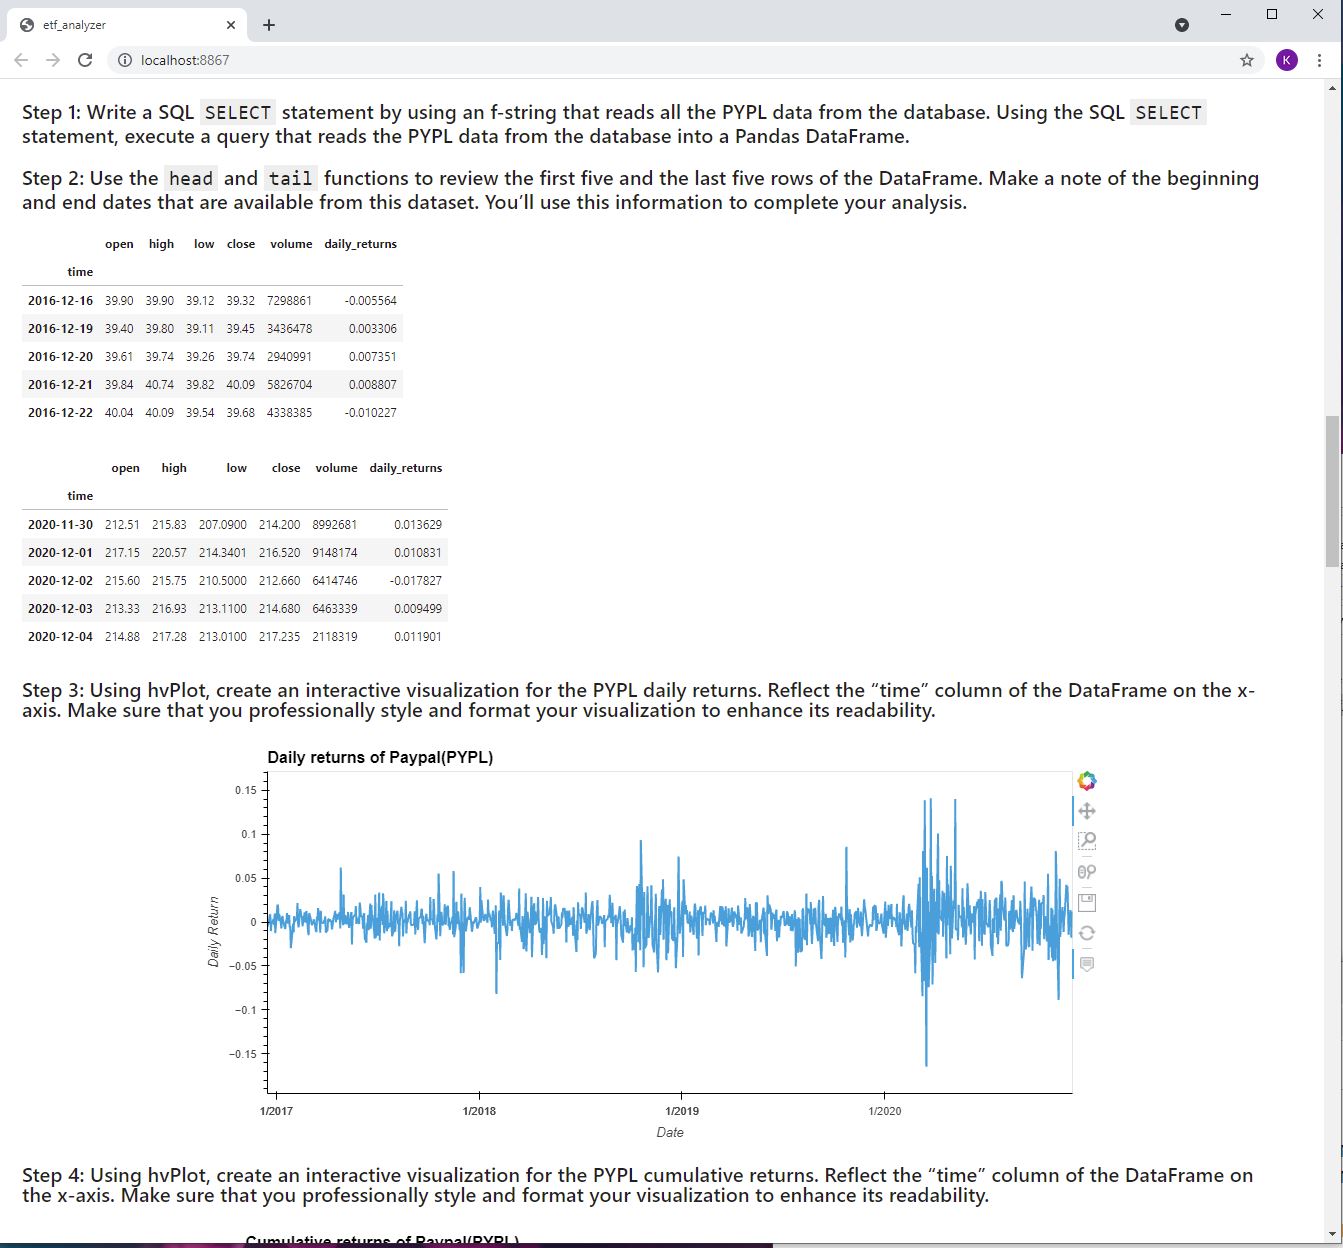 etf_analyzer
localhost:8867
K
Step 1: Write a SQL SELECT statement by using an f-string that reads all the PYPL data from the database. Using the SQL SELECT
statement, execute a query that reads the PYPL data from the database into a Pandas DataFrame.
Step 2: Use the head and tail functions to review the first five and the last five rows of the DataFrame. Make a note of the beginning
and end dates that are available from this dataset. You’ll use this information to complete your analysis.
open high low close volume daily_returns
time
2016-12-16 39.90 39.90 39.12 39.32 7298861 -0.005564
2016-12-19 39.40 39.80 39.11 39.45 3436478 0.003306
2016-12-20 39.61 39.74 39.26 39.74 2940991 0.007351
2016-12-21 39.84 40.74 39.82 40.09 5826704 0.008807
2016-12-22 40.04 40.09 39.54 39.68 4338385 -0.010227
open high low close volume daily_returns
time
2020-11-30 212.51 215.83 207.0900 214.200 8992681 0.013629
2020-12-01 217.15 220.57 214.3401 216.520 9148174 0.010831
2020-12-02 215.60 215.75 210.5000 212.660 6414746 -0.017827
2020-12-03 213.33 216.93 213.1100 214.680 6463339 0.009499
2020-12-04 214.88 217.28 213.0100 217.235 2118319 0.011901
Step 3: Using hvPlot, create an interactive visualization for the PYPL daily returns. Reflect the “time” column of the DataFrame on the x-
axis. Make sure that you professionally style and format your visualization to enhance its readability.
Daily returns of Paypal(PYPL)
0.15
0.1
0.05
0
−0.05
−0.1
−0.15
Daily Return
1/2017 1/2018 1/2019 1/2020
Date
Step 4: Using hvPlot, create an interactive visualization for the PYPL cumulative returns. Reflect the “time” column of the DataFrame on
the x-axis. Make sure that you professionally style and format your visualization to enhance its readability.
Cumulative returns of Paypal(PYPL)